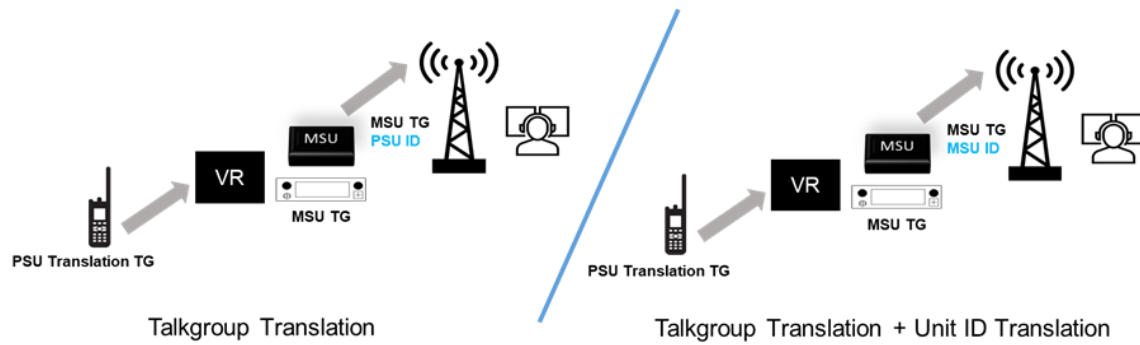 MSU
MSU TG
PSU ID
VR
MSU TG
PSU Translation TG
Talkgroup Translation
MSU
MSU TG
MSU ID
VR
MSU TG
PSU Translation TG
Talkgroup Translation + Unit ID Translation